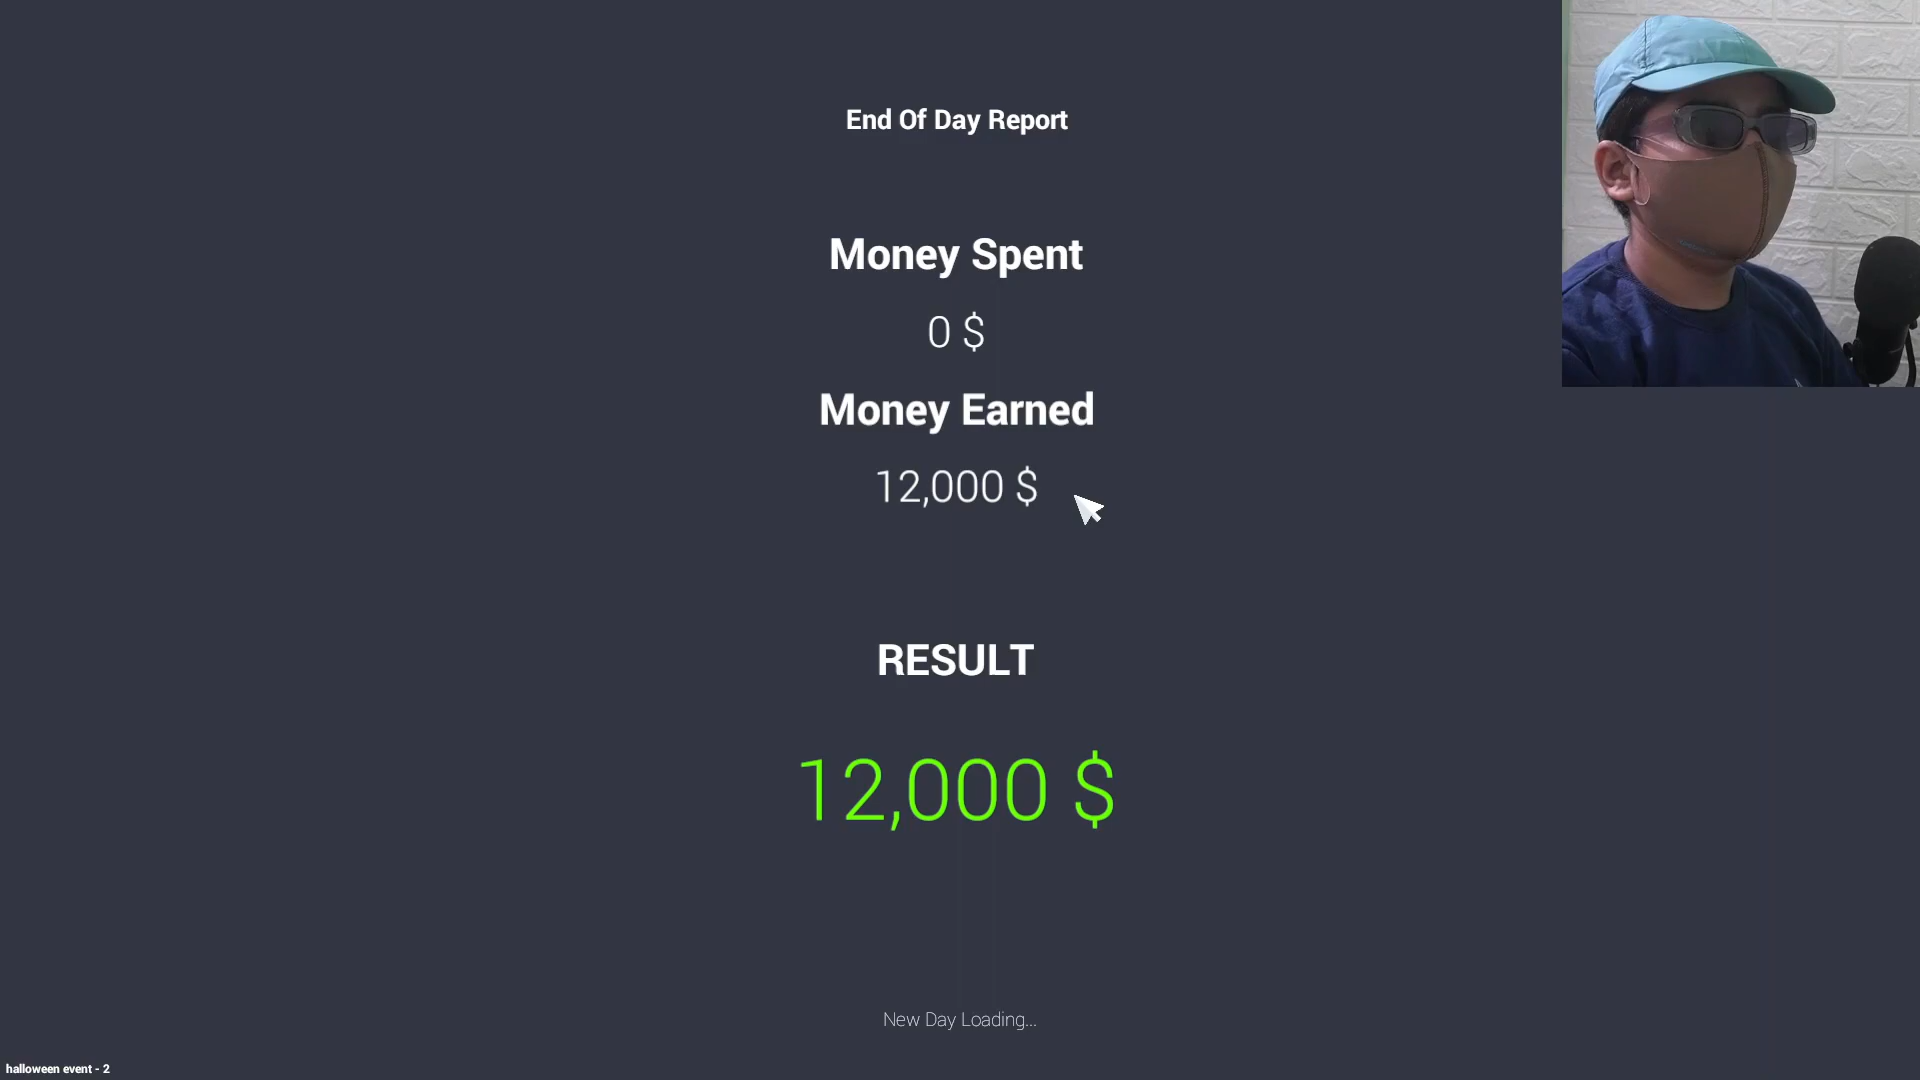 End Of Day Report
Money Spent
0 $
Money Earned
12,000 $
RESULT
12,000 $
New Day Loading...
halloween event - 2